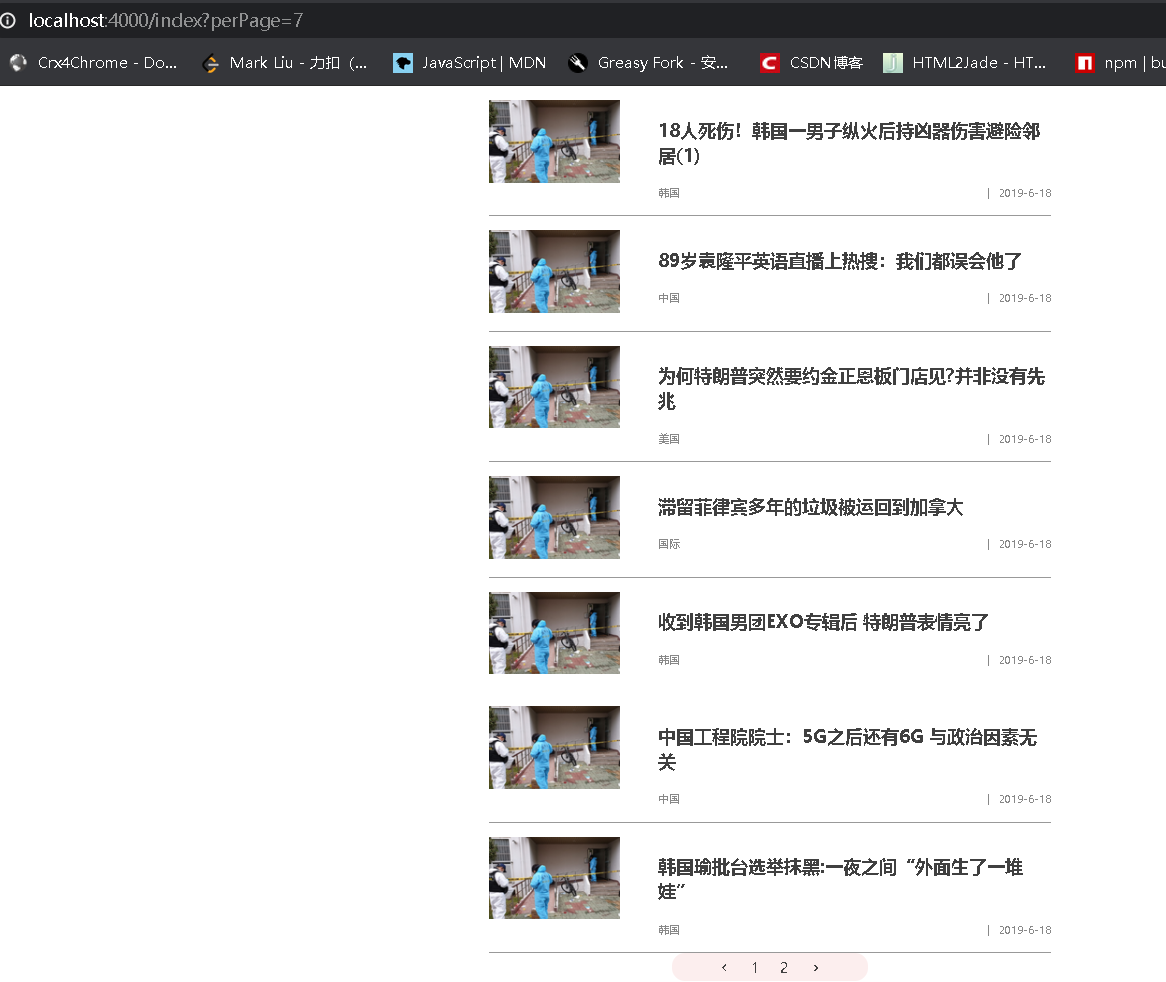 localhost:4000/index?perPage=7
Crx4Chrome - Do... Mark Liu - 力扣（... JavaScript | MDN Greasy Fork - 安... CSDN博客 HTML2Jade - HT... npm | bu
18人死伤！韩国一男子纵火后持凶器伤害避险邻
居(1)
韩国 | 2019-6-18
89岁袁隆平英语直播上热搜：我们都误会他了
中国 | 2019-6-18
为何特朗普突然要约金正恩板门店见?并非没有先
兆
美国 | 2019-6-18
滞留菲律宾多年的垃圾被运回到加拿大
国际 | 2019-6-18
收到韩国男团EXO专辑后 特朗普表情亮了
韩国 | 2019-6-18
中国工程院院士：5G之后还有6G 与政治因素无
关
中国 | 2019-6-18
韩国瑜批台选举抹黑:一夜之间“外面生了一堆
娃”
韩国 | 2019-6-18
‹ 1 2 ›